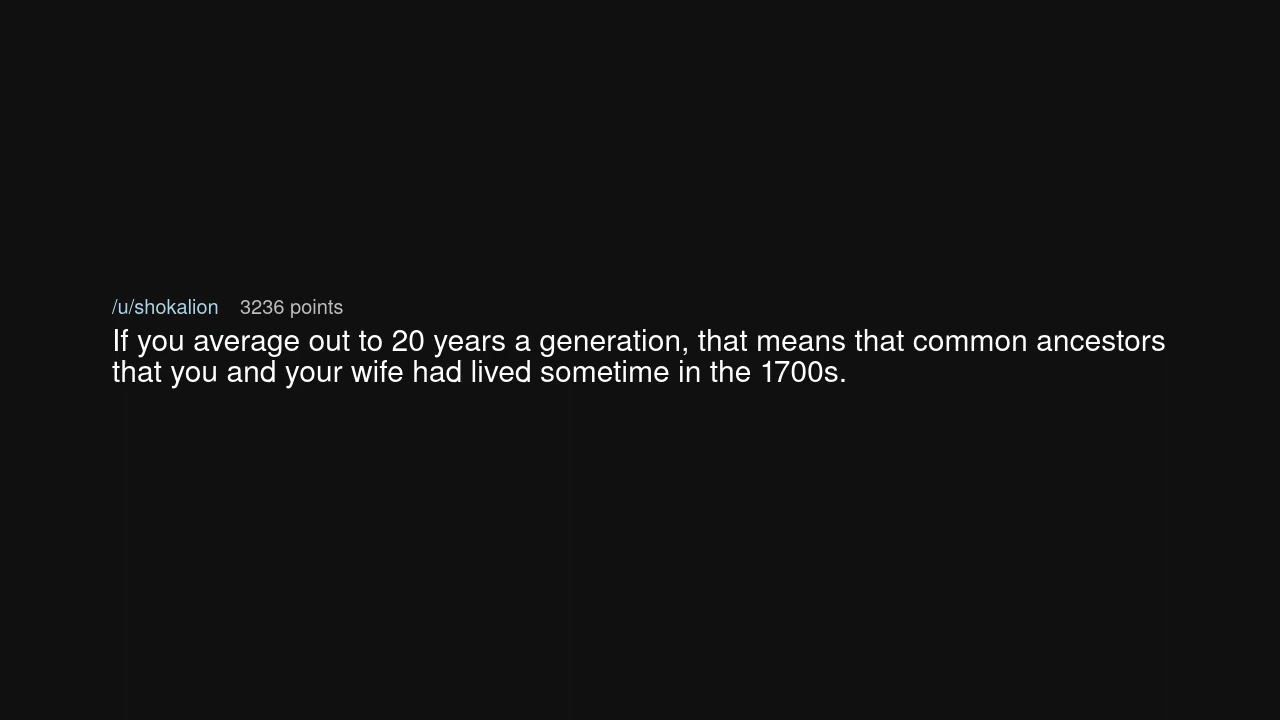 /u/shokalion 3236 points
If you average out to 20 years a generation, that means that common ancestors
that you and your wife had lived sometime in the 1700s.